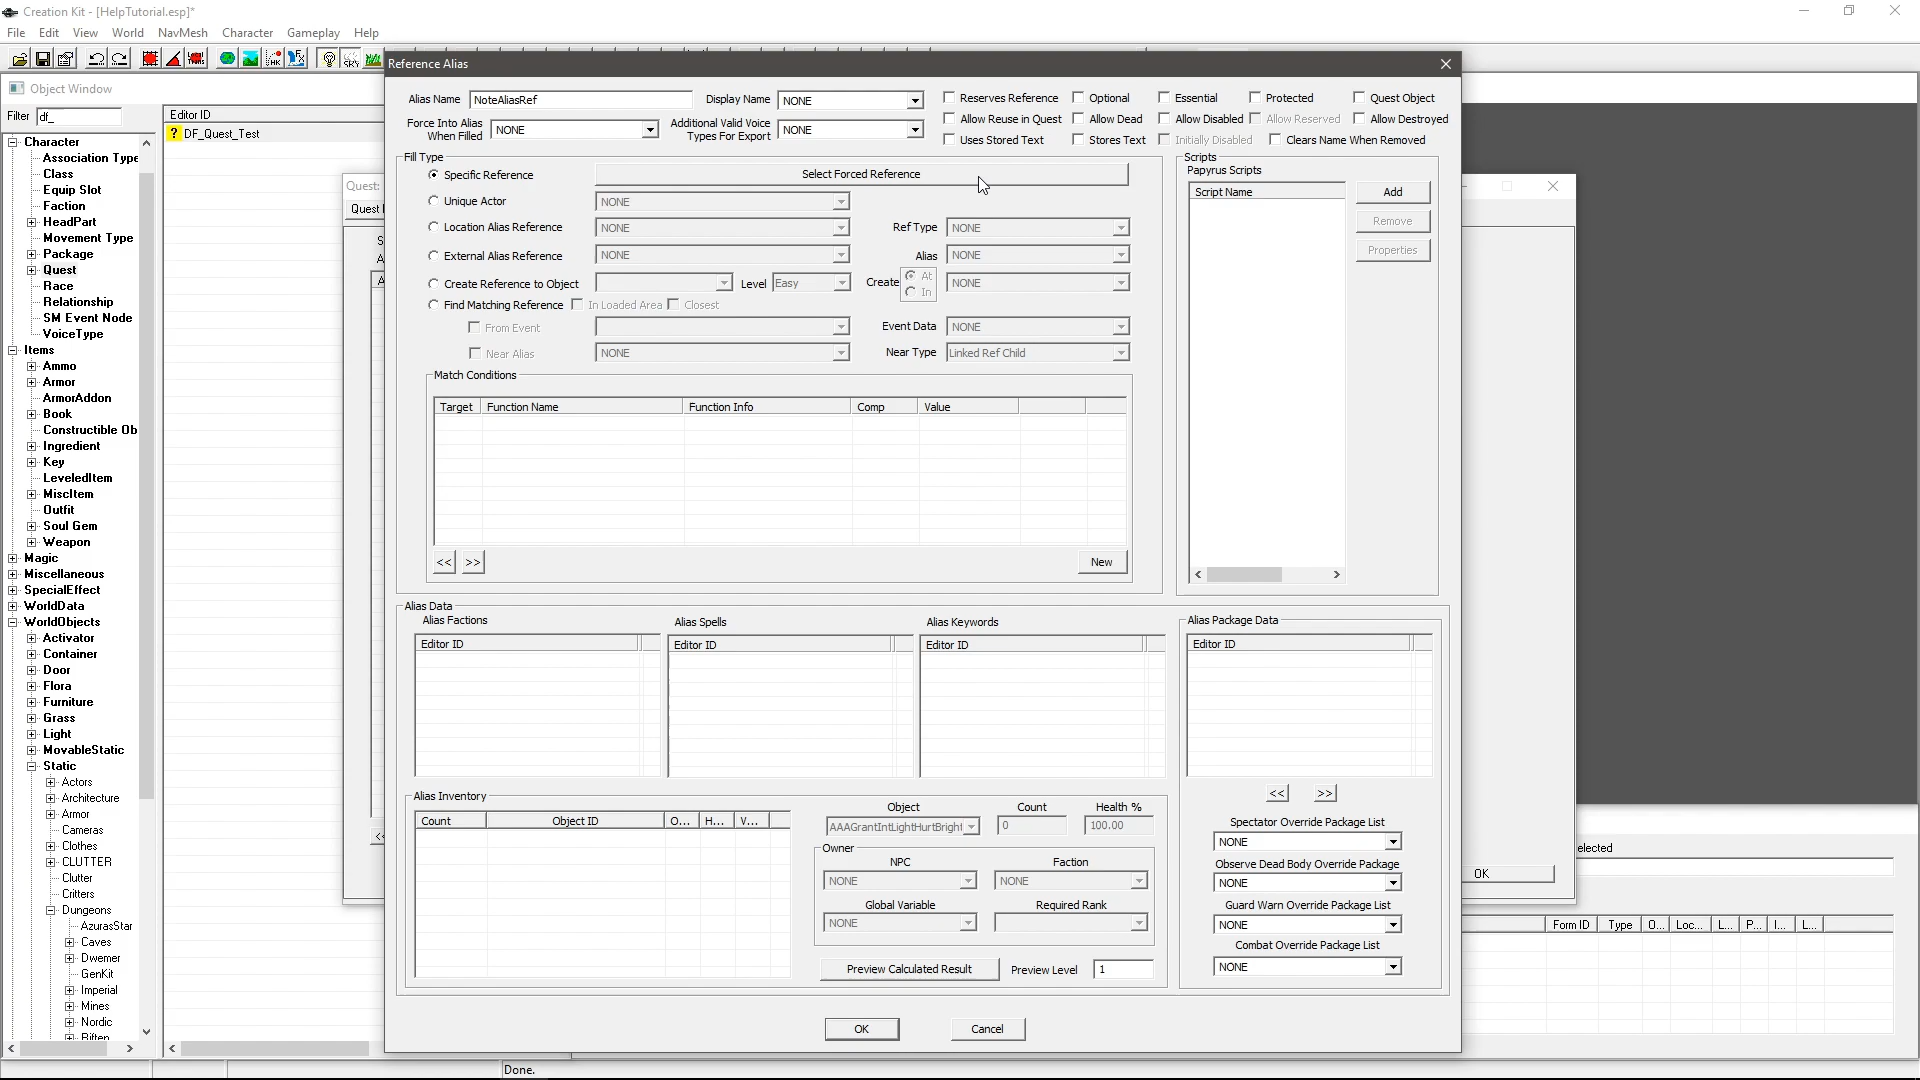 Creation Kit - [HelpTutorial.esp]*
File Edit View World NavMesh Character Gameplay Help
Object Window
Filter df_
Editor ID
DF_Quest_Test
Character
Association Type
Class
Equip Slot
Faction
HeadPart
Movement Type
Package
Quest
Race
Relationship
SM Event Node
VoiceType
Items
Ammo
Armor
ArmorAddon
Book
Constructible Ob
Ingredient
Key
LeveledItem
MiscItem
Outfit
Soul Gem
Weapon
Magic
Miscellaneous
SpecialEffect
WorldData
WorldObjects
Activator
Container
Door
Flora
Furniture
Grass
Light
MovableStatic
Static
Actors
Architecture
Armor
Cameras
Clothes
CLUTTER
Clutter
Critters
Dungeons
AzurasStar
Caves
Dwemer
GenKit
Imperial
Mines
Nordic
Riften
Quest:
Reference Alias
Alias Name NoteAliasRef Display Name NONE
Force Into Alias When Filled NONE Additional Valid Voice Types For Export NONE
Reserves Reference Optional Essential Protected Quest Object
Allow Reuse in Quest Allow Dead Allow Disabled Allow Reserved Allow Destroyed
Uses Stored Text Stores Text Initially Disabled Clears Name When Removed
Fill Type
Specific Reference Select Forced Reference
Unique Actor NONE
Location Alias Reference NONE Ref Type NONE
External Alias Reference NONE Alias NONE
Create Reference to Object Level Easy Create At In NONE
Find Matching Reference In Loaded Area Closest
From Event Event Data NONE
Near Alias NONE Near Type Linked Ref Child
Match Conditions
Target Function Name Function Info Comp Value
<< >> New
Scripts
Papyrus Scripts
Script Name
Add
Remove
Properties
Alias Data
Alias Factions Alias Spells Alias Keywords Alias Package Data
Editor ID Editor ID Editor ID Editor ID
<< >>
Alias Inventory
Count Object ID O... H... V...
Object Count Health %
AAAGrantIntLightHurtBright 0 100.00
Owner
NPC Faction
NONE NONE
Global Variable Required Rank
NONE
Preview Calculated Result Preview Level 1
Spectator Override Package List
NONE
Observe Dead Body Override Package
NONE
Guard Warn Override Package List
NONE
Combat Override Package List
NONE
OK Cancel
elected
OK
Form ID Type O... Loc... L... P... I... L...
Done.